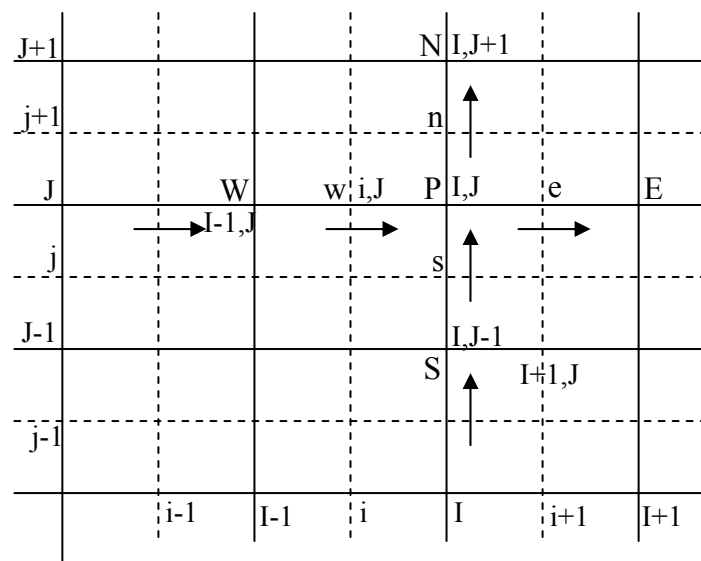 J+1 N I,J+1
j+1 n
J W w i,J P I,J e E
I-1,J
j s
J-1 I,J-1
S I+1,J
j-1
i-1 I-1 i I i+1 I+1